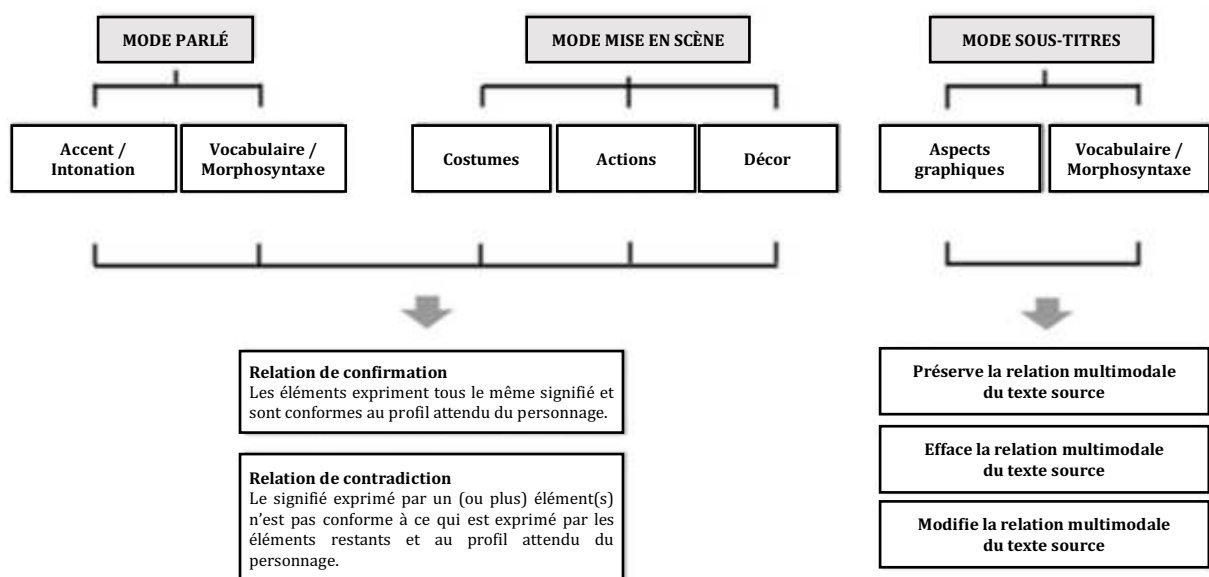 MODE PARLÉ
MODE MISE EN SCÈNE
MODE SOUS-TITRES
Accent /
Intonation
Vocabulaire /
Morphosyntaxe
Costumes
Actions
Décor
Aspects
graphiques
Vocabulaire /
Morphosyntaxe
Relation de confirmation
Les éléments expriment tous le même signifié et
sont conformes au profil attendu du personnage.
Relation de contradiction
Le signifié exprimé par un (ou plus) élément(s)
n’est pas conforme à ce qui est exprimé par les
éléments restants et au profil attendu du
personnage.
Préserve la relation multimodale
du texte source
Efface la relation multimodale
du texte source
Modifie la relation multimodale
du texte source